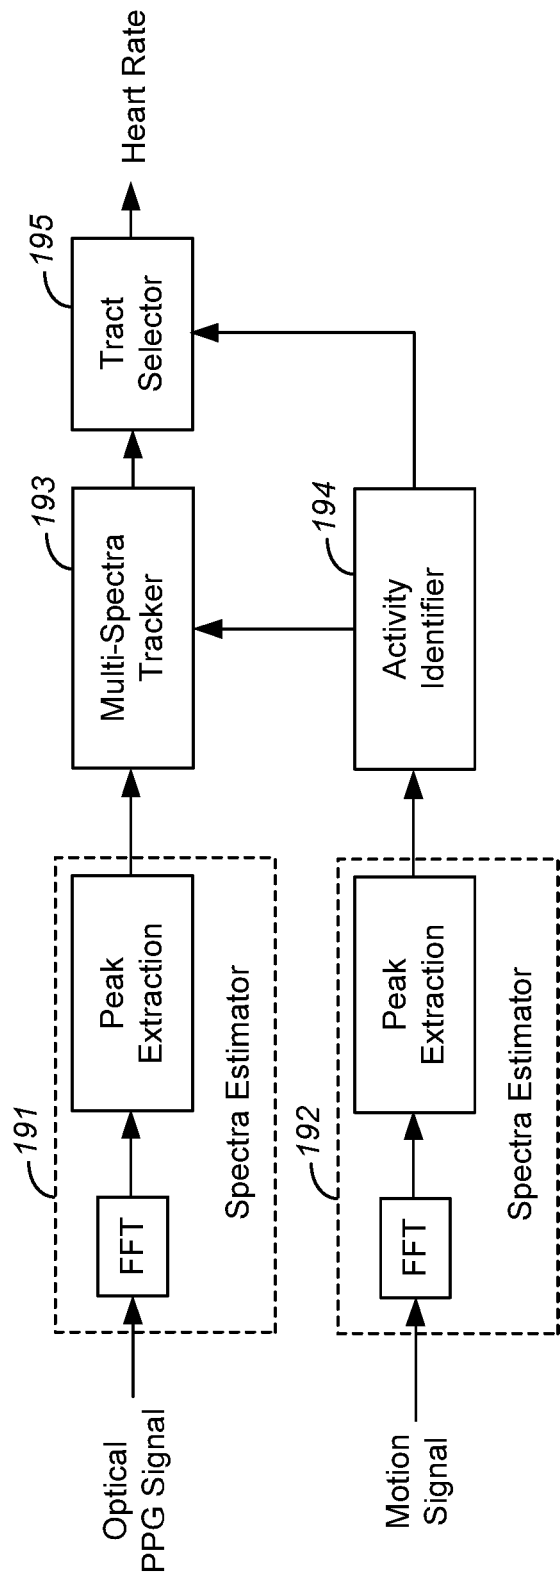 Optical
PPG Signal
191
FFT
Peak
Extraction
Spectra Estimator
193
Multi-Spectra
Tracker
195
Tract
Selector
Heart Rate
Motion
Signal
192
FFT
Peak
Extraction
Spectra Estimator
194
Activity
Identifier